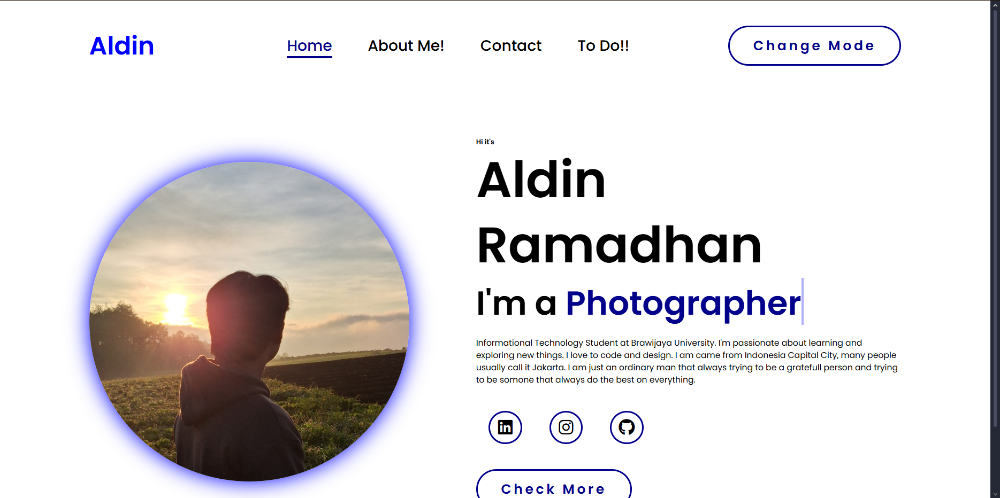 Aldin
Home
About Me!
Contact
To Do!!
Change Mode
Hi it's
Aldin
Ramadhan
I'm a Photographer
Informational Technology Student at Brawijaya University. I'm passionate about learning and
exploring new things. I love to code and design. I am came from Indonesia Capital City, many people
usually call it Jakarta. I am just an ordinary man that always trying to be a gratefull person and trying
to be somone that always do the best on everything.
in
Check More